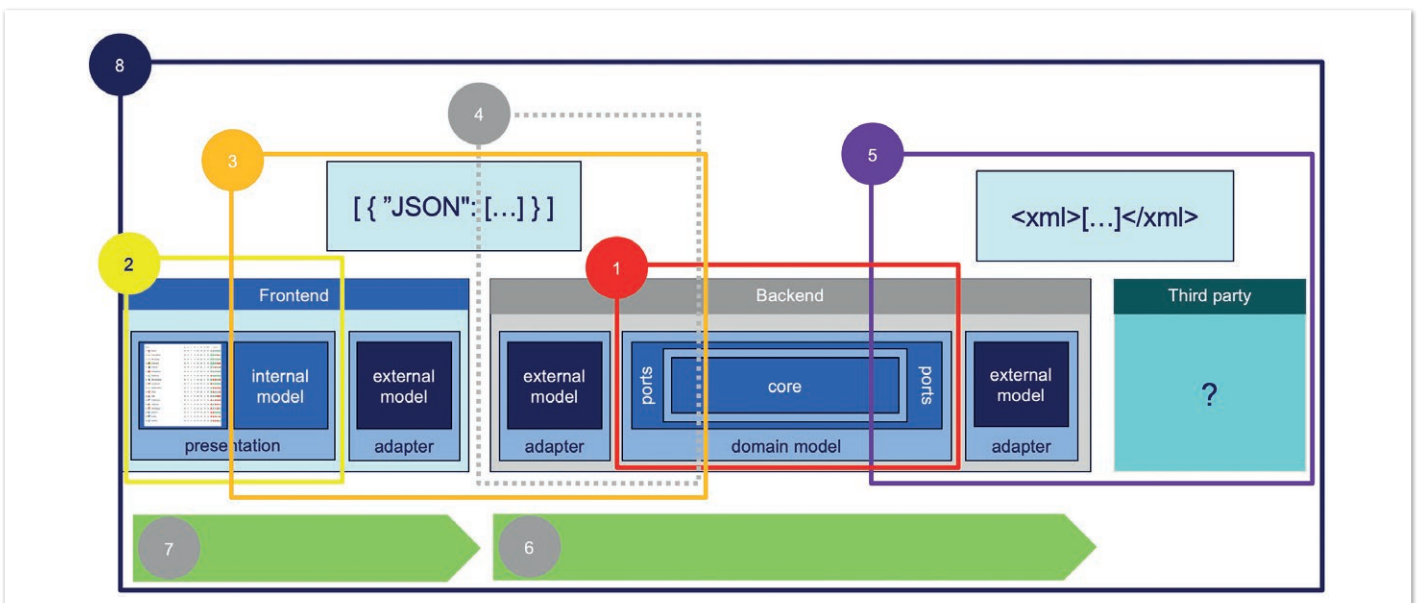 8
4
3
5
[ { ”JSON": [...] } ]
<xml>[...]</xml>
2
1
Frontend
Backend
Third party
internal
model
external
model
external
model
ports
core
ports
external
model
?
presentation
adapter
adapter
domain model
adapter
7
6